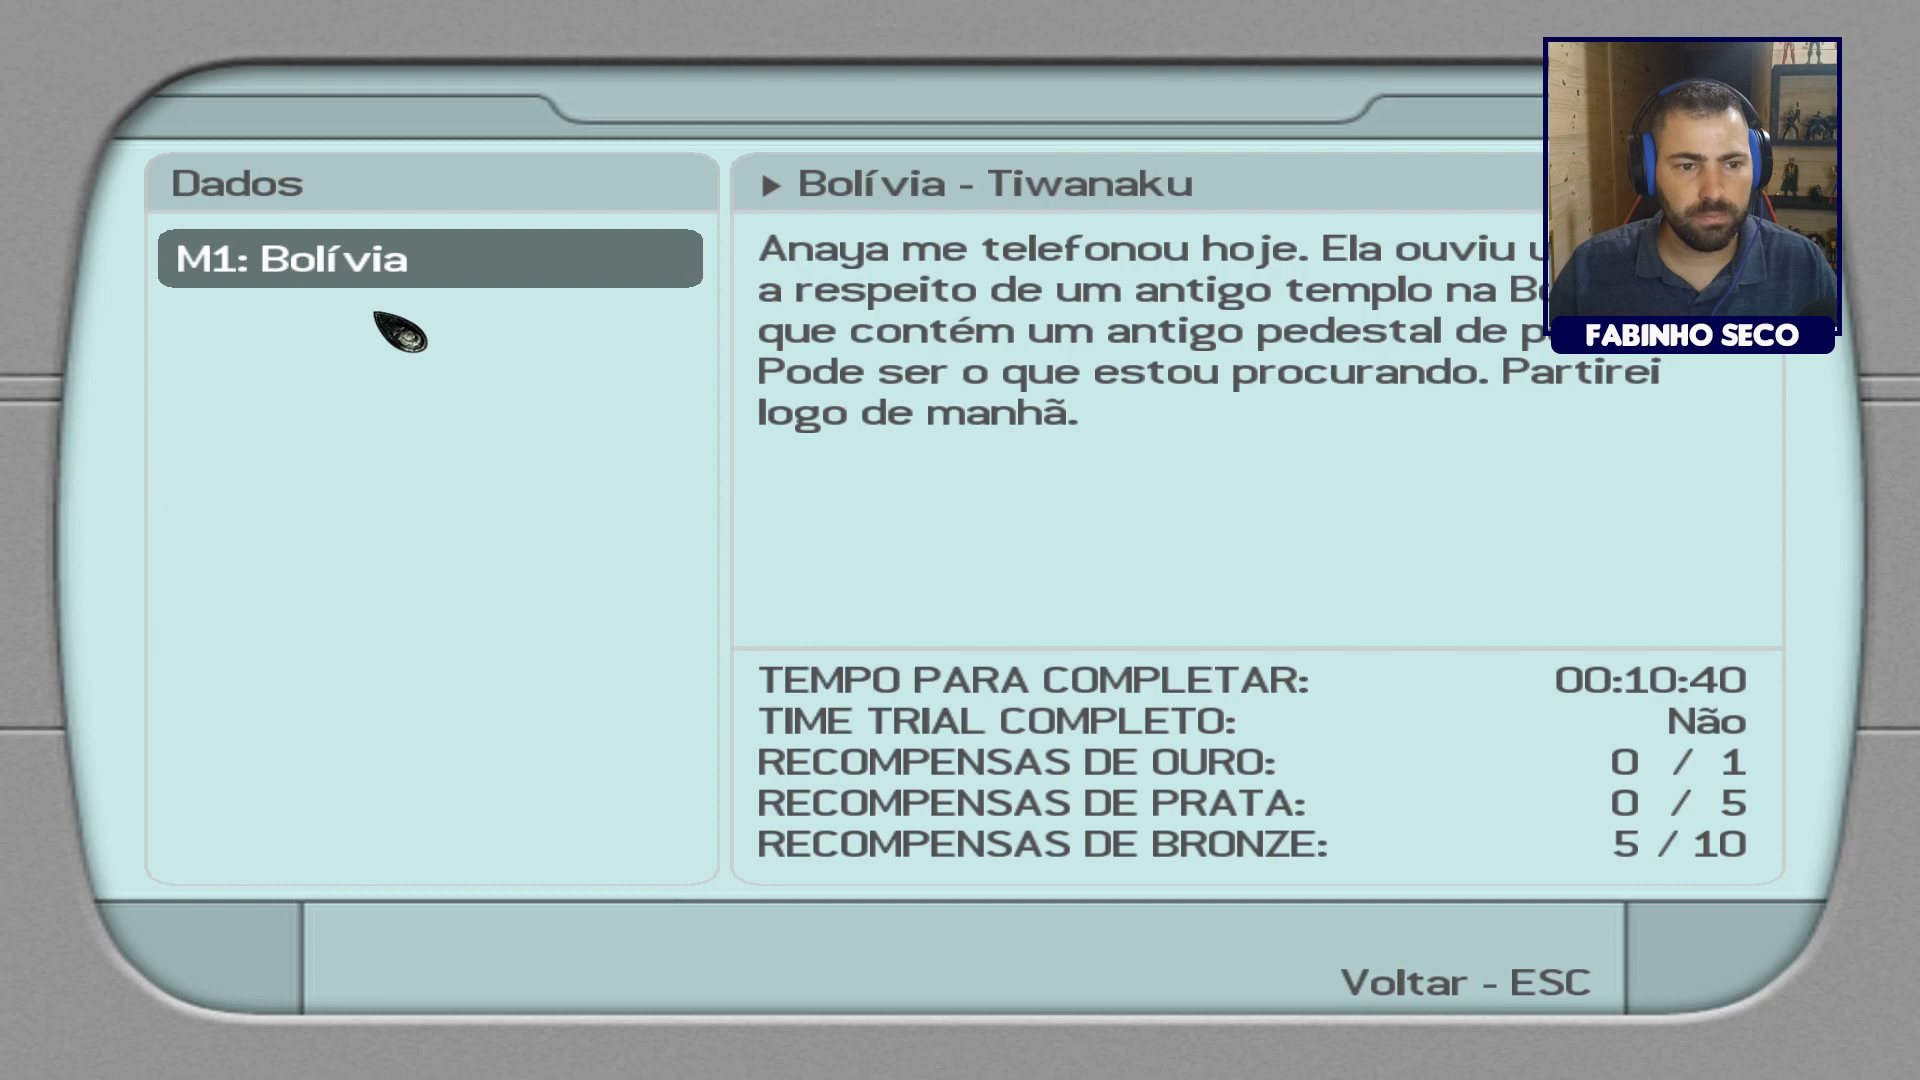 Dados
M1: Bolívia
Bolívia - Tiwanaku
Anaya me telefonou hoje. Ela ouviu
a respeito de um antigo templo na
que contém um antigo pedestal de
Pode ser o que estou procurando. Partirei
logo de manhã.
FABINHO SECO
TEMPO PARA COMPLETAR: 00:10:40
TIME TRIAL COMPLETO: Não
RECOMPENSAS DE OURO: 0 / 1
RECOMPENSAS DE PRATA: 0 / 5
RECOMPENSAS DE BRONZE: 5 / 10
Voltar - ESC